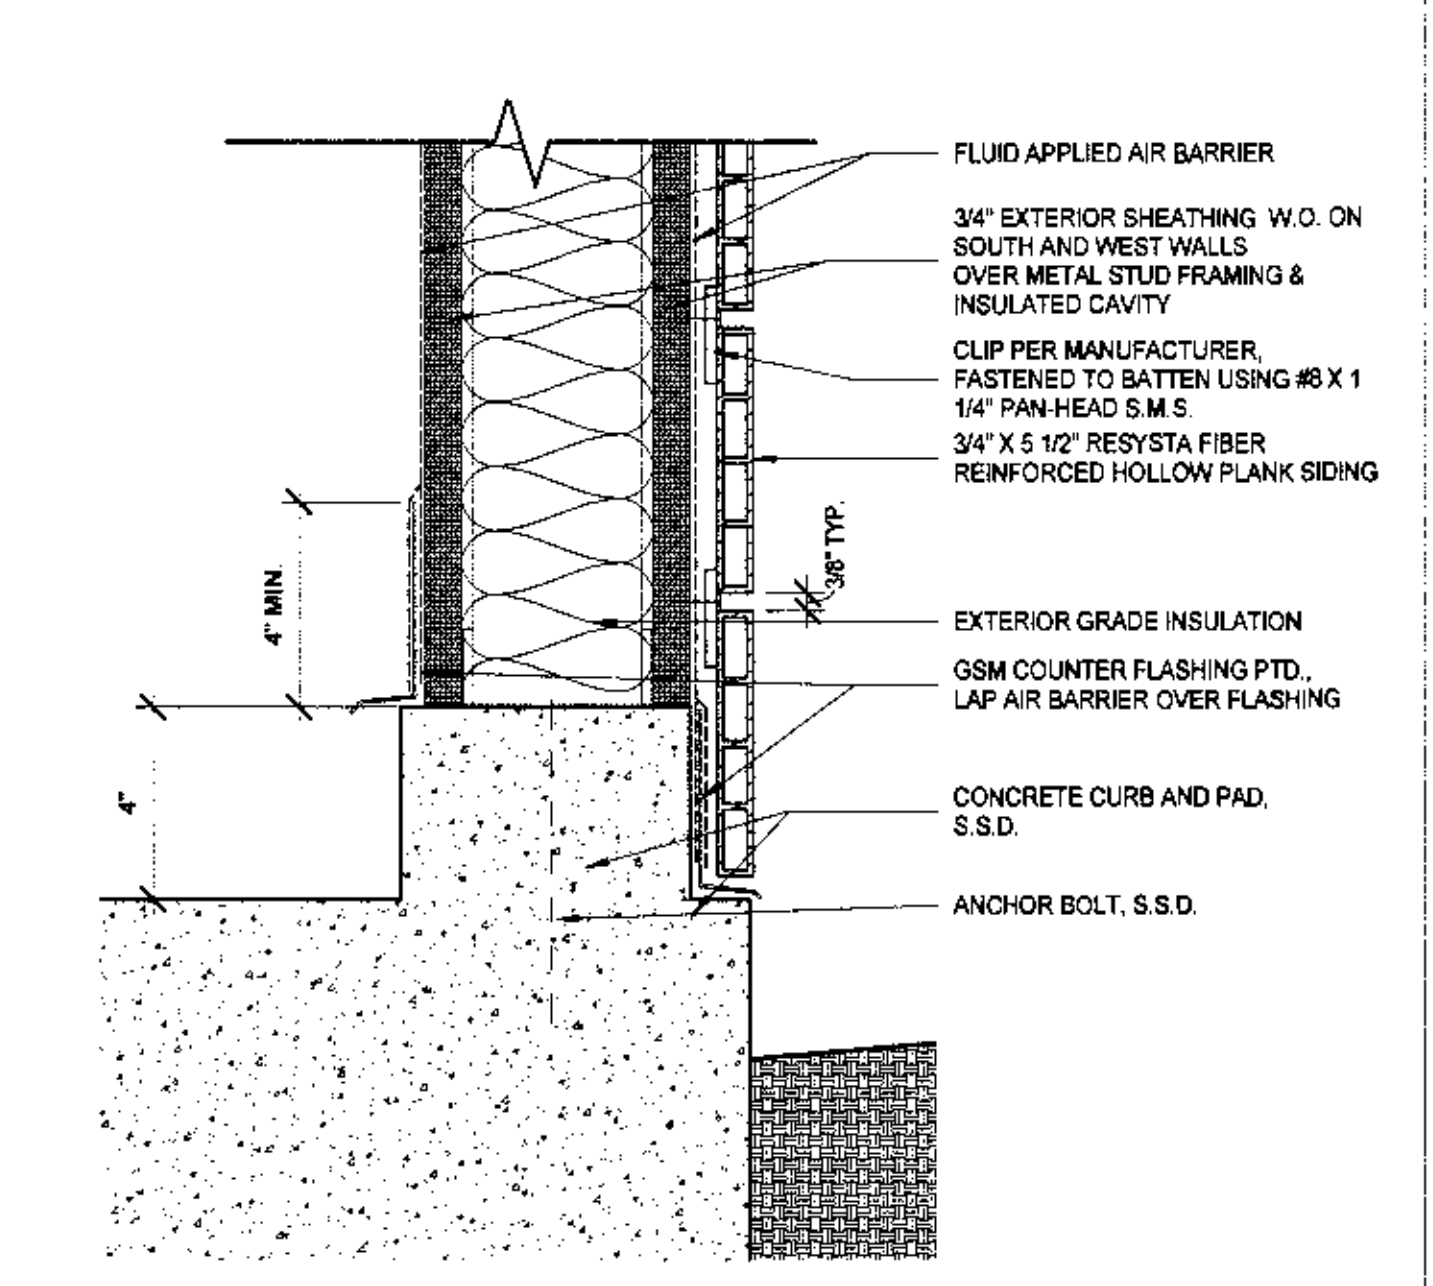 FLUID APPLIED AIR BARRIER
3/4" EXTERIOR SHEATHING W.O. ON
SOUTH AND WEST WALLS
OVER METAL STUD FRAMING &
INSULATED CAVITY
CLIP PER MANUFACTURER,
FASTENED TO BATTEN USING #8 X 1
1/4" PAN-HEAD S.M.S.
3/4" X 5 1/2" RESYSTA FIBER
REINFORCED HOLLOW PLANK SIDING
3/8" TYP.
4" MIN.
EXTERIOR GRADE INSULATION
GSM COUNTER FLASHING PTD.,
LAP AIR BARRIER OVER FLASHING
4"
CONCRETE CURB AND PAD,
S.S.D.
ANCHOR BOLT, S.S.D.